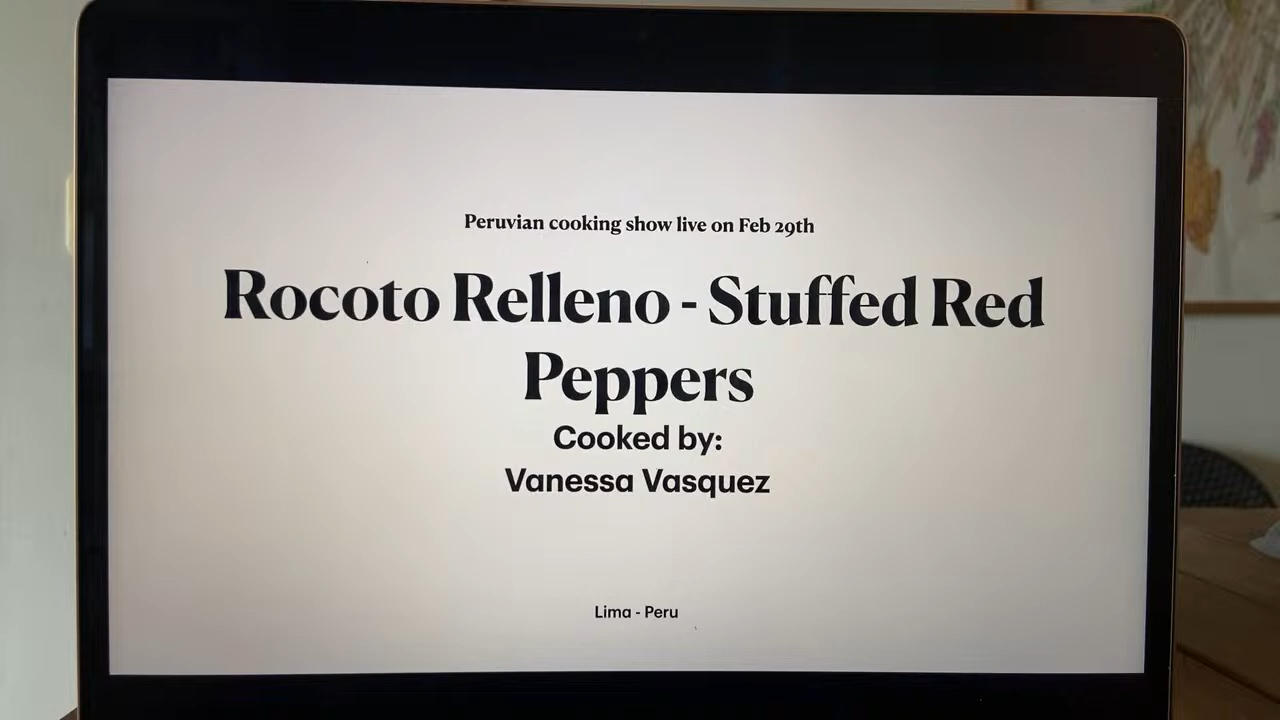 Peruvian cooking show live on Feb 29th
Rocoto Relleno - Stuffed Red
Peppers
Cooked by:
Vanessa Vasquez
Lima - Peru